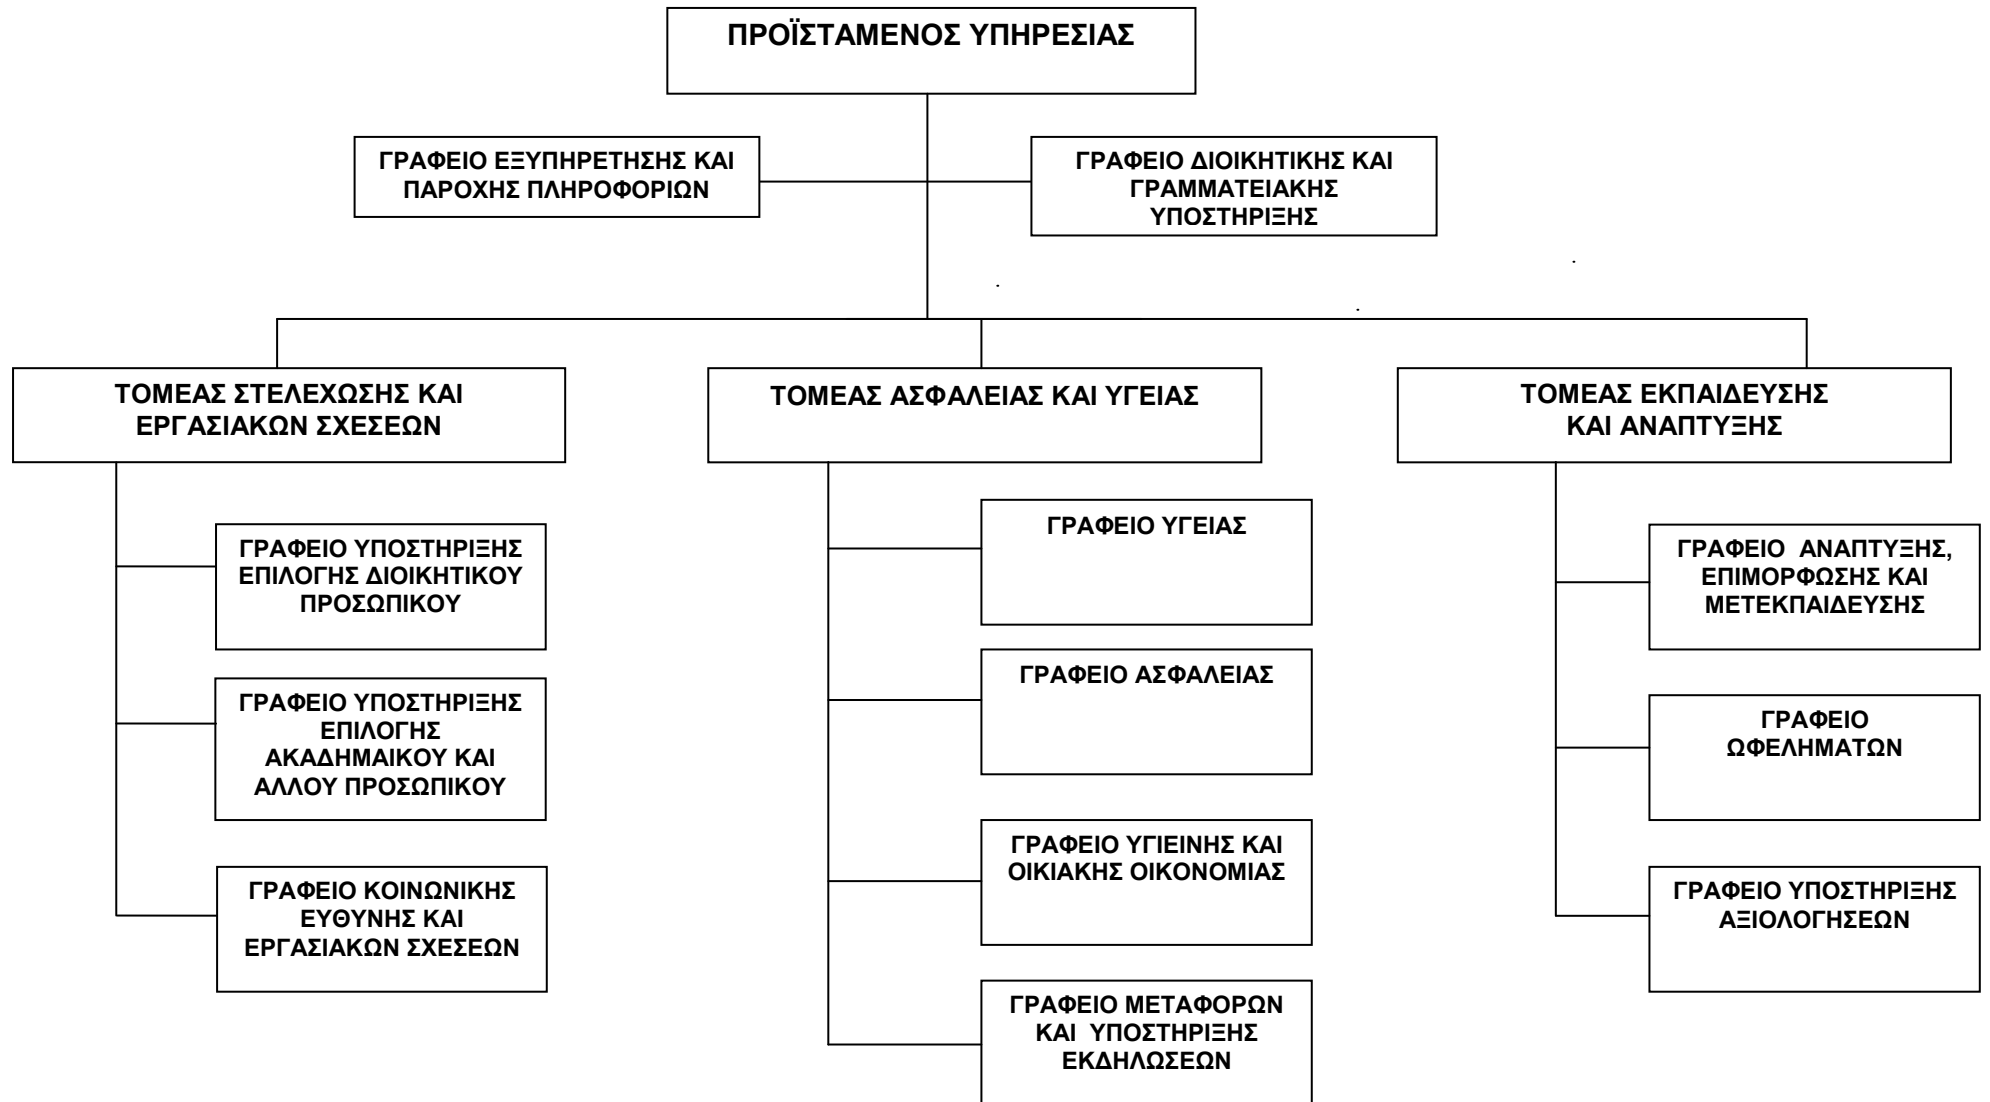 ΠΡΟΪΣΤΑΜΕΝΟΣ ΥΠΗΡΕΣΙΑΣ
ΓΡΑΦΕΙΟ ΕΞΥΠΗΡΕΤΗΣΗΣ ΚΑΙ
ΠΑΡΟΧΗΣ ΠΛΗΡΟΦΟΡΙΩΝ
ΓΡΑΦΕΙΟ ΔΙΟΙΚΗΤΙΚΗΣ ΚΑΙ
ΓΡΑΜΜΑΤΕΙΑΚΗΣ
ΥΠΟΣΤΗΡΙΞΗΣ
ΤΟΜΕΑΣ ΣΤΕΛΕΧΩΣΗΣ ΚΑΙ
ΕΡΓΑΣΙΑΚΩΝ ΣΧΕΣΕΩΝ
ΓΡΑΦΕΙΟ ΥΠΟΣΤΗΡΙΞΗΣ
ΕΠΙΛΟΓΗΣ ΔΙΟΙΚΗΤΙΚΟΥ
ΠΡΟΣΩΠΙΚΟΥ
ΓΡΑΦΕΙΟ ΥΠΟΣΤΗΡΙΞΗΣ
ΕΠΙΛΟΓΗΣ
ΑΚΑΔΗΜΑΙΚΟΥ ΚΑΙ
ΑΛΛΟΥ ΠΡΟΣΩΠΙΚΟΥ
ΓΡΑΦΕΙΟ ΚΟΙΝΩΝΙΚΗΣ
ΕΥΘΥΝΗΣ ΚΑΙ
ΕΡΓΑΣΙΑΚΩΝ ΣΧΕΣΕΩΝ
ΤΟΜΕΑΣ ΑΣΦΑΛΕΙΑΣ ΚΑΙ ΥΓΕΙΑΣ
ΓΡΑΦΕΙΟ ΥΓΕΙΑΣ
ΓΡΑΦΕΙΟ ΑΣΦΑΛΕΙΑΣ
ΓΡΑΦΕΙΟ ΥΓΙΕΙΝΗΣ ΚΑΙ
ΟΙΚΙΑΚΗΣ ΟΙΚΟΝΟΜΙΑΣ
ΓΡΑΦΕΙΟ ΜΕΤΑΦΟΡΩΝ
ΚΑΙ ΥΠΟΣΤΗΡΙΞΗΣ
ΕΚΔΗΛΩΣΕΩΝ
ΤΟΜΕΑΣ ΕΚΠΑΙΔΕΥΣΗΣ
ΚΑΙ ΑΝΑΠΤΥΞΗΣ
ΓΡΑΦΕΙΟ ΑΝΑΠΤΥΞΗΣ,
ΕΠΙΜΟΡΦΩΣΗΣ ΚΑΙ
ΜΕΤΕΚΠΑΙΔΕΥΣΗΣ
ΓΡΑΦΕΙΟ
ΩΦΕΛΗΜΑΤΩΝ
ΓΡΑΦΕΙΟ ΥΠΟΣΤΗΡΙΞΗΣ
ΑΞΙΟΛΟΓΗΣΕΩΝ